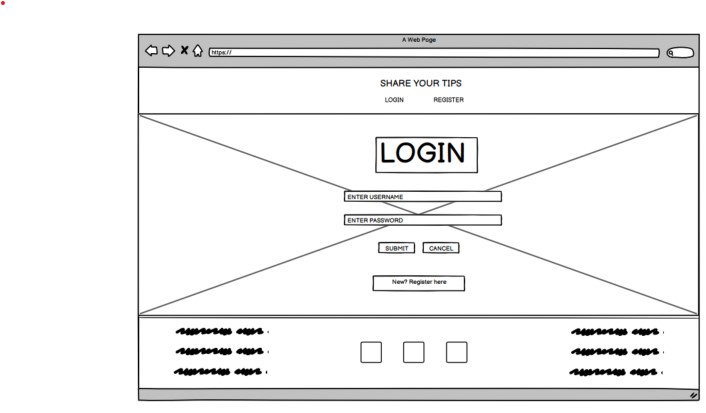 A Web Page
https://
SHARE YOUR TIPS
LOGIN REGISTER
LOGIN
ENTER USERNAME
ENTER PASSWORD
SUBMIT CANCEL
New? Register here